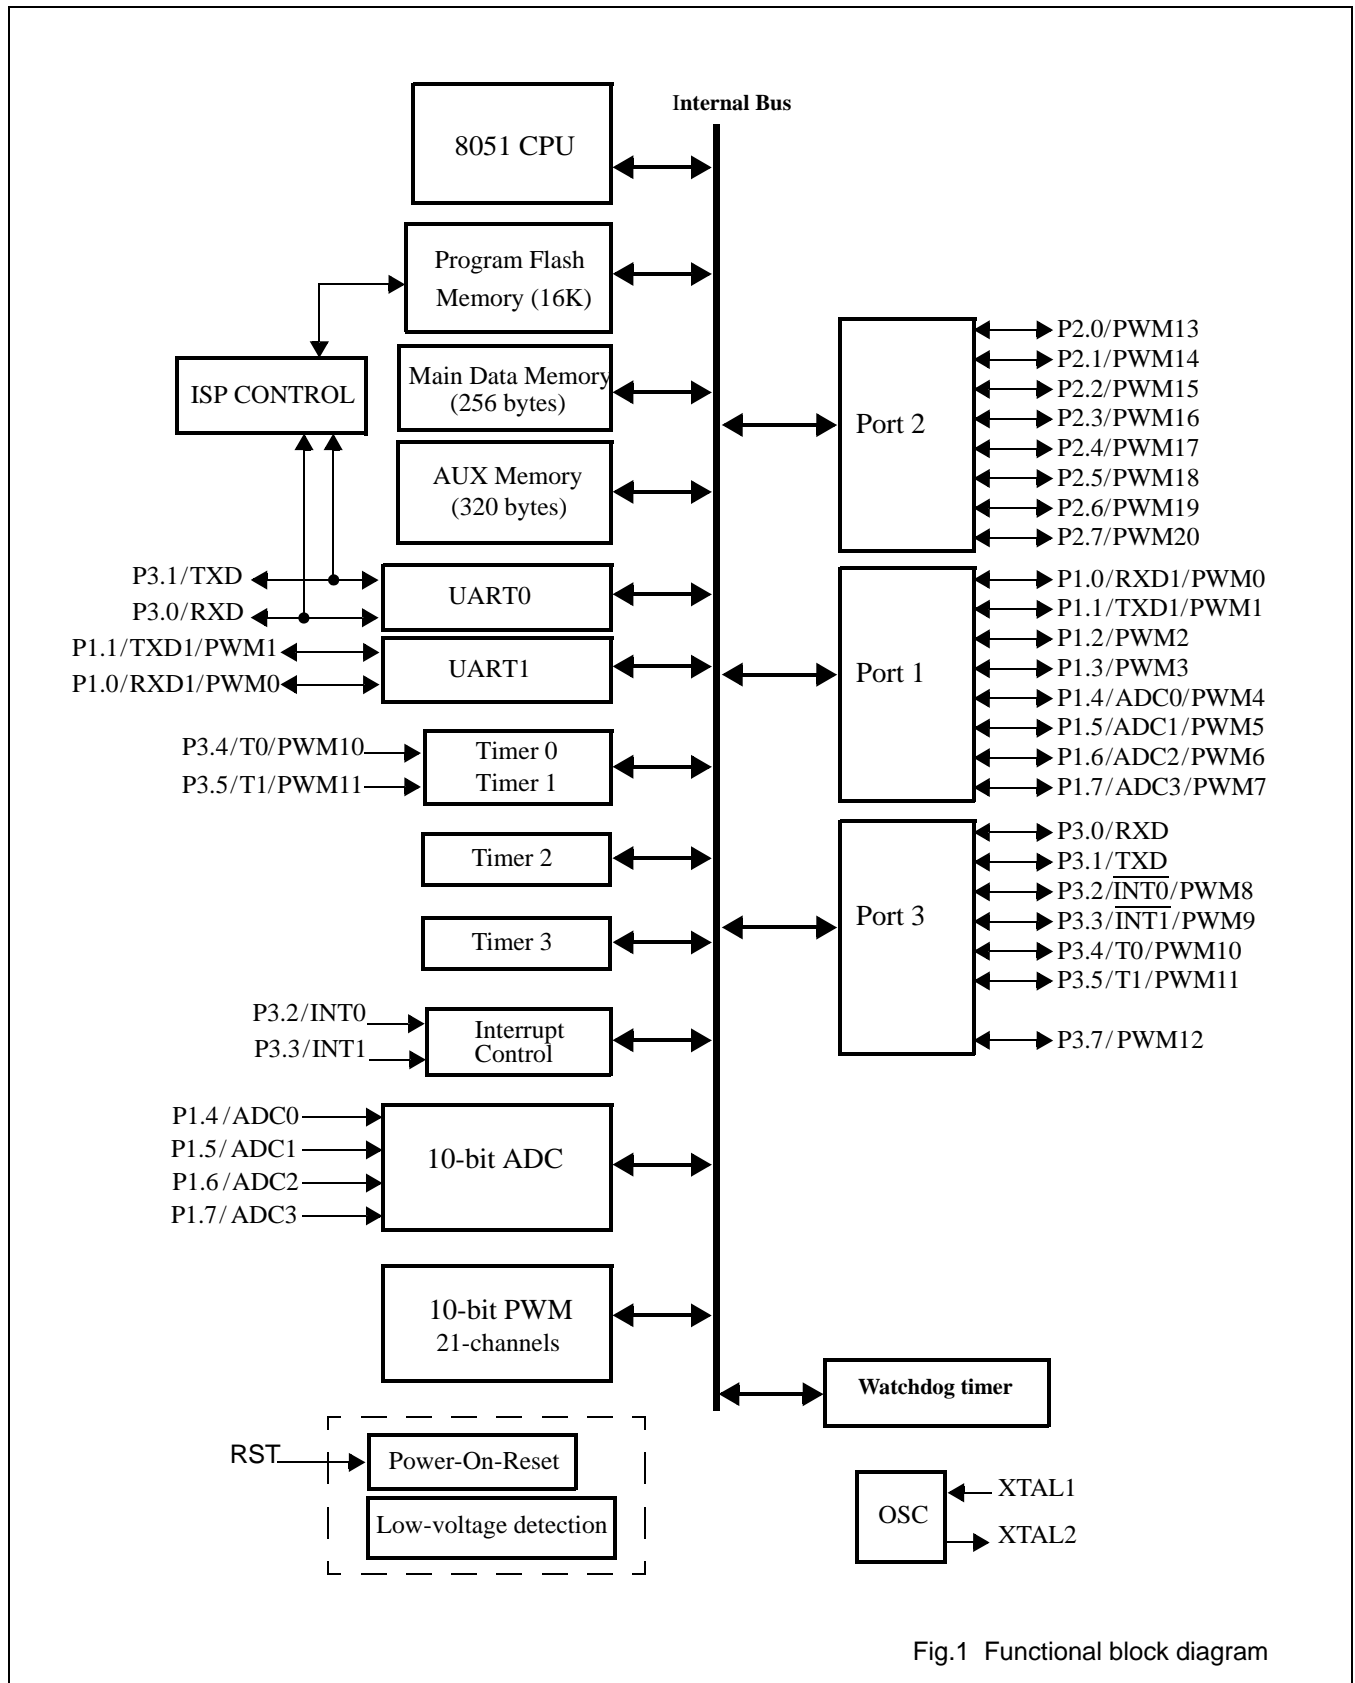 Internal Bus
8051 CPU
Program Flash
Memory (16K)
ISP CONTROL
Main Data Memory
(256 bytes)
AUX Memory
(320 bytes)
P3.1/TXD
P3.0/RXD
UART0
P1.1/TXD1/PWM1
P1.0/RXD1/PWM0
UART1
P3.4/T0/PWM10
P3.5/T1/PWM11
Timer 0
Timer 1
Timer 2
Timer 3
P3.2/INT0
P3.3/INT1
Interrupt
Control
P1.4/ADC0
P1.5/ADC1
P1.6/ADC2
P1.7/ADC3
10-bit ADC
10-bit PWM
21-channels
RST
Power-On-Reset
Low-voltage detection
Port 2
P2.0/PWM13
P2.1/PWM14
P2.2/PWM15
P2.3/PWM16
P2.4/PWM17
P2.5/PWM18
P2.6/PWM19
P2.7/PWM20
Port 1
P1.0/RXD1/PWM0
P1.1/TXD1/PWM1
P1.2/PWM2
P1.3/PWM3
P1.4/ADC0/PWM4
P1.5/ADC1/PWM5
P1.6/ADC2/PWM6
P1.7/ADC3/PWM7
Port 3
P3.0/RXD
P3.1/TXD
P3.2/I̅N̅T̅0̅/PWM8
P3.3/I̅N̅T̅1̅/PWM9
P3.4/T0/PWM10
P3.5/T1/PWM11
P3.7/PWM12
Watchdog timer
OSC
XTAL1
XTAL2
Fig.1 Functional block diagram